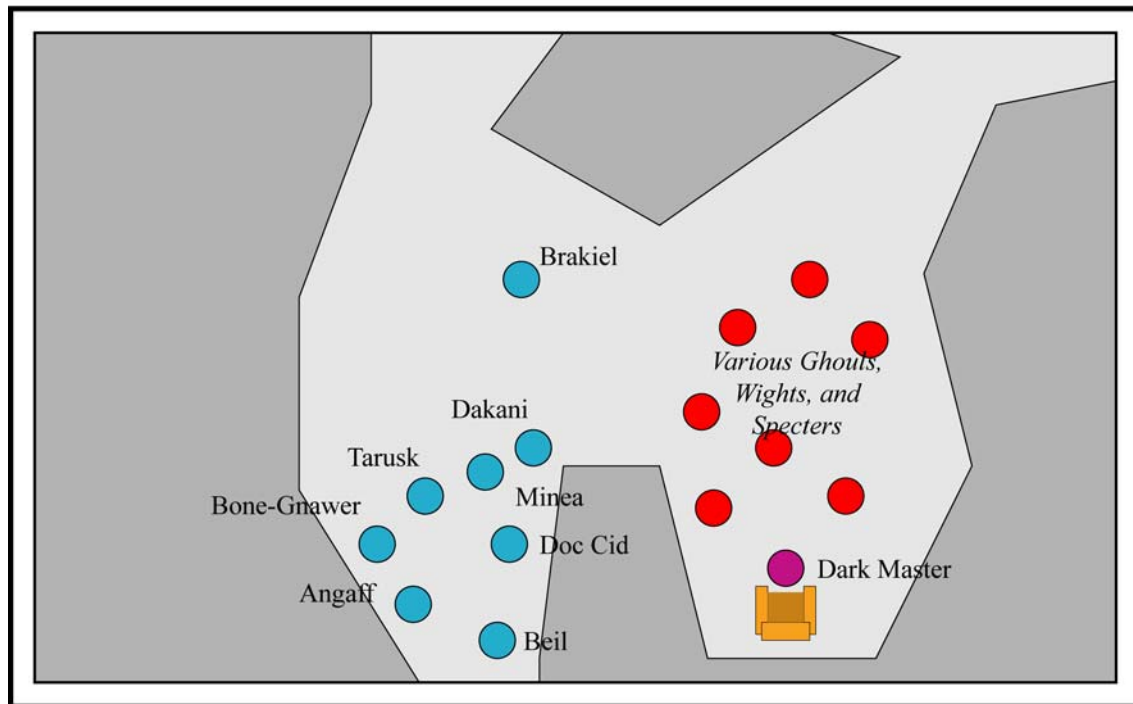 Brakiel
Various Ghouls,
Wights, and
Specters
Dakani
Tarusk
Minea
Bone-Gnawer
Doc Cid
Dark Master
Angaff
Beil